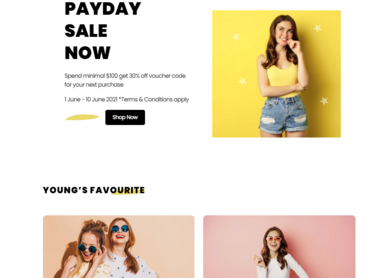 PAYDAY
SALE
NOW
Spend minimal $100 get 30% off voucher code
for your next purchase
1 June - 10 June 2021 *Terms & Conditions apply
Shop Now
YOUNG'S FAVOURITE